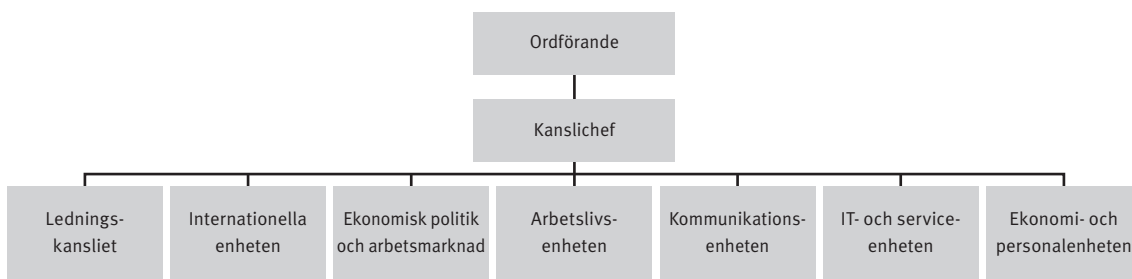 Ordförande
Kanslichef
Lednings-
kansliet
Internationella
enheten
Ekonomisk politik
och arbetsmarknad
Arbetslivs-
enheten
Kommunikations-
enheten
IT- och service-
enheten
Ekonomi- och
personalenheten